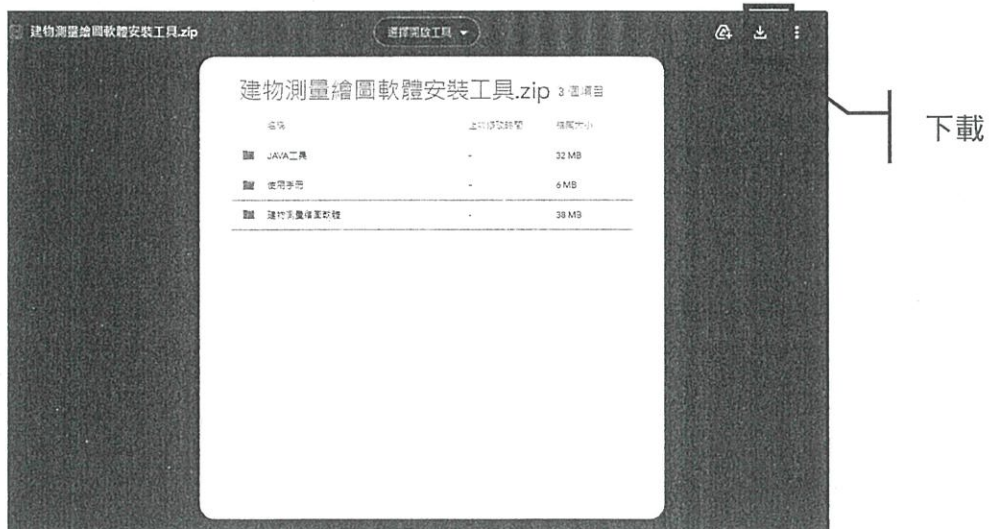 建物測量繪圖軟體安裝工具.zip
選擇開啟工具
建物測量繪圖軟體安裝工具.zip 3 個項目
名稱 上次修改時間 檔案大小
JAVA工具 - 32 MB
使用手冊 - 6 MB
建物測量繪圖軟體 - 38 MB
下載